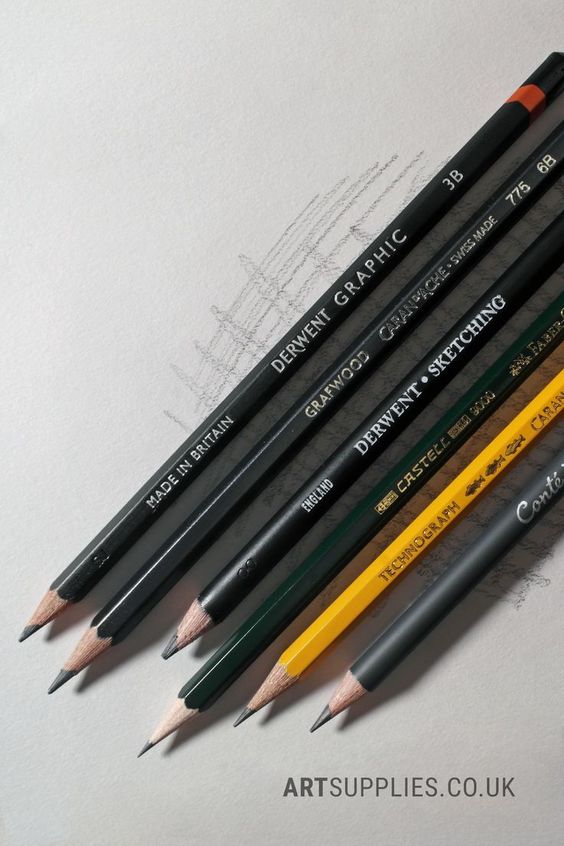 MADE IN BRITAIN DERWENT GRAPHIC 3B
GRAFWOOD CARAN D'ACHE • SWISS MADE 775 6B
ENGLAND DERWENT • SKETCHING
CASTELL 9000
TECHNOGRAPH CARAN
Conté
ARTSUPPLIES.CO.UK